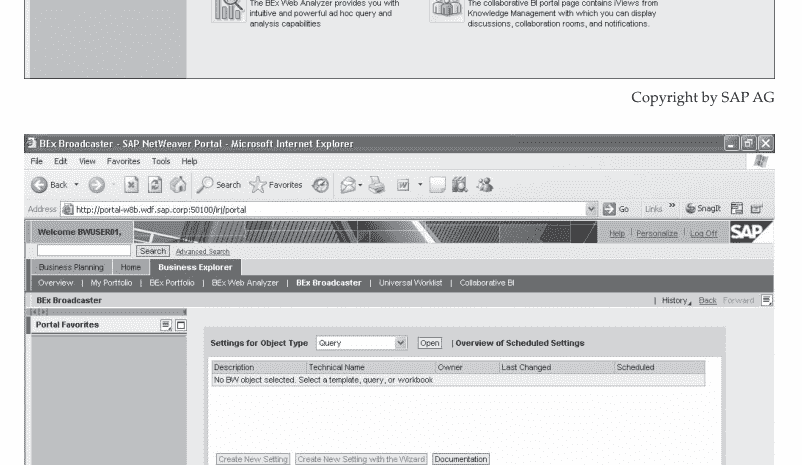 The BEx Web Analyzer provides you with
intuitive and powerful ad hoc query and
analysis capabilities
The collaborative BI portal page contains iViews from
Knowledge Management with which you can display
discussions, collaboration rooms, and notifications.
Copyright by SAP AG
BEx Broadcaster - SAP NetWeaver Portal - Microsoft Internet Explorer
File Edit View Favorites Tools Help
Back Search Favorites
Address http://portal-w8b.wdf.sap.corp:50100/irj/portal Go Links » SnagIt
Welcome BWUSER01, Help | Personalize | Log Off SAP
Search Advanced Search
Business Planning Home Business Explorer
Overview | My Portfolio | BEx Portfolio | BEx Web Analyzer | BEx Broadcaster | Universal Worklist | Collaborative BI
BEx Broadcaster | History Back Forward
Portal Favorites
Settings for Object Type Query Open | Overview of Scheduled Settings
Description Technical Name Owner Last Changed Scheduled
No BW object selected. Select a template, query, or workbook
Create New Setting Create New Setting with the Wizard Documentation